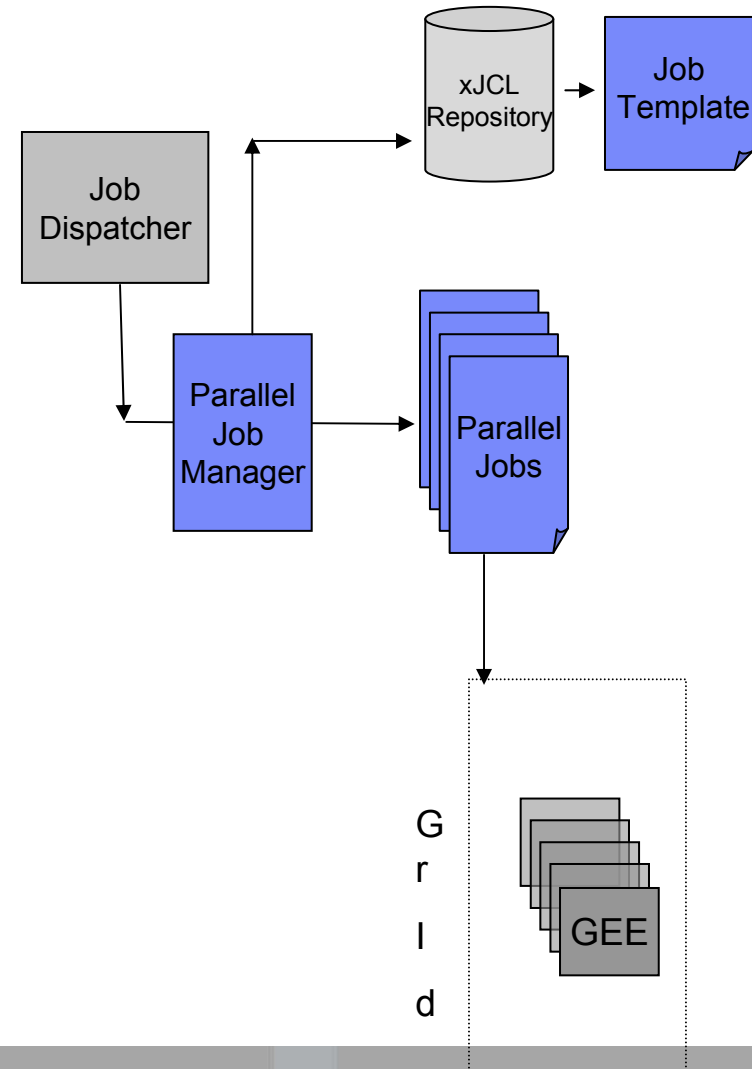 xJCL
Repository
Job
Template
Job
Dispatcher
Parallel
Job
Manager
Parallel
Jobs
G
r
I
d
GEE